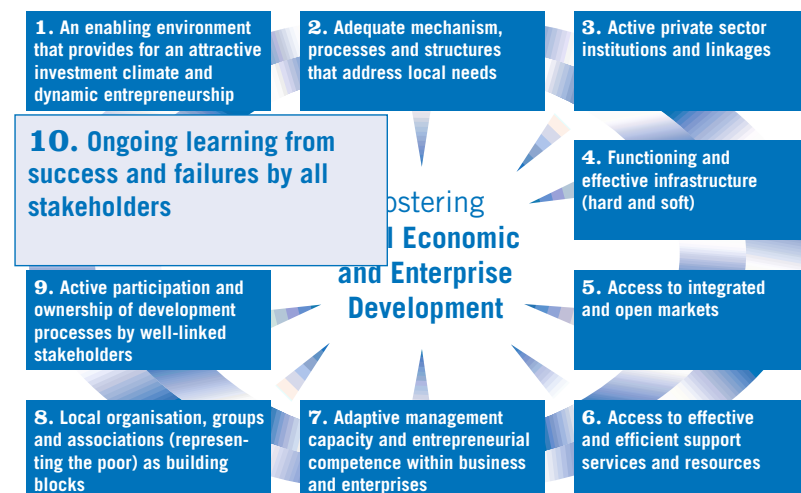 1. An enabling environment
that provides for an attractive
investment climate and
dynamic entrepreneurship
2. Adequate mechanism,
processes and structures
that address local needs
3. Active private sector
institutions and linkages
10. Ongoing learning from
success and failures by all
stakeholders
4. Functioning and
effective infrastructure
(hard and soft)
Economic
and Enterprise
Development
9. Active participation and
ownership of development
processes by well-linked
stakeholders
5. Access to integrated
and open markets
8. Local organisation, groups
and associations (represen-
ting the poor) as building
blocks
7. Adaptive management
capacity and entrepreneurial
competence within business
and enterprises
6. Access to effective
and efficient support
services and resources